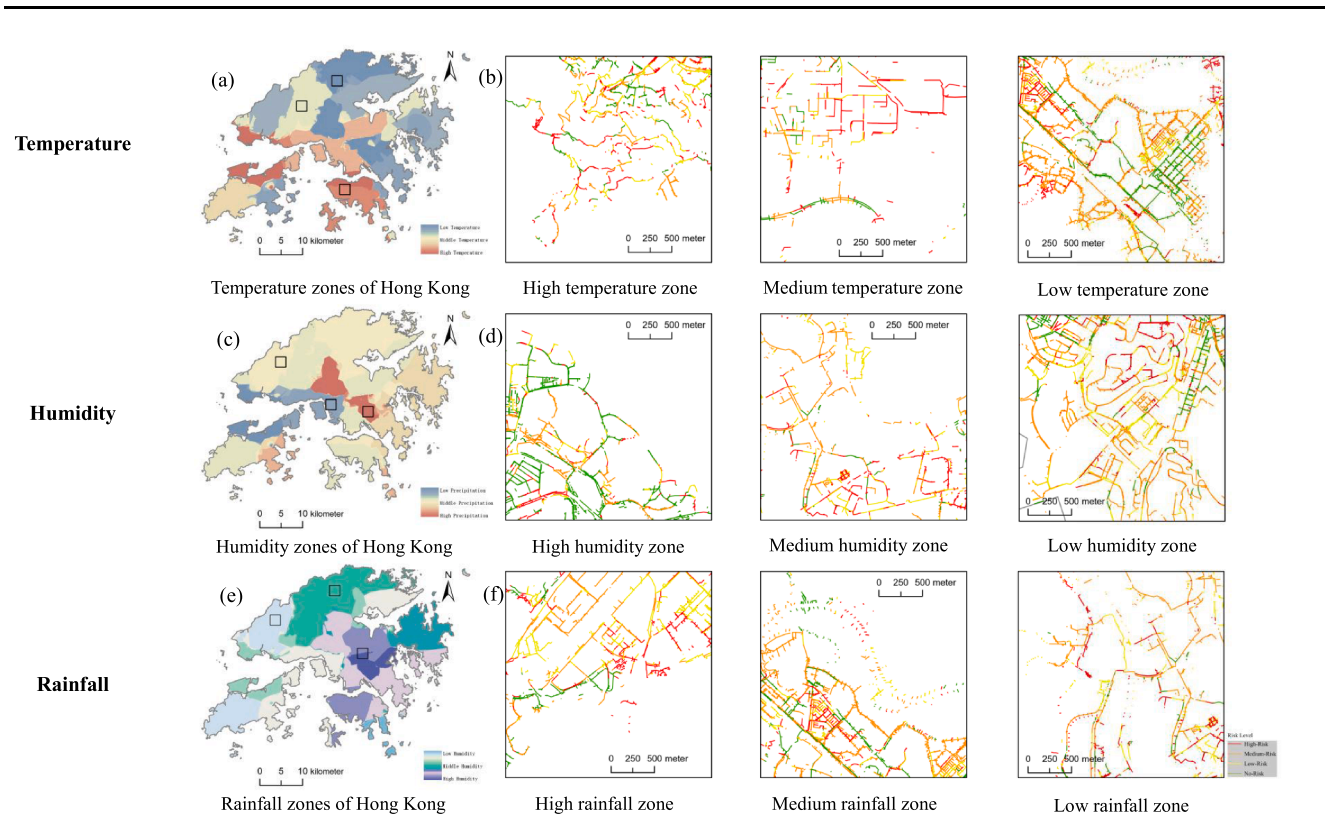 Temperature
(a)
N
Low Temperature
Middle Temperature
High Temperature
0 5 10 kilometer
Temperature zones of Hong Kong
(b)
0 250 500 meter
High temperature zone
0 250 500 meter
Medium temperature zone
0 250 500 meter
Low temperature zone
Humidity
(c)
N
Low Precipitation
Middle Precipitation
High Precipitation
0 5 10 kilometer
Humidity zones of Hong Kong
(d)
0 250 500 meter
High humidity zone
0 250 500 meter
Medium humidity zone
0 250 500 meter
Low humidity zone
Rainfall
(e)
N
Low Humidity
Middle Humidity
High Humidity
0 5 10 kilometer
Rainfall zones of Hong Kong
(f)
0 250 500 meter
High rainfall zone
0 250 500 meter
Medium rainfall zone
0 250 500 meter
Risk Level
High-Risk
Medium-Risk
Low-Risk
No-Risk
Low rainfall zone